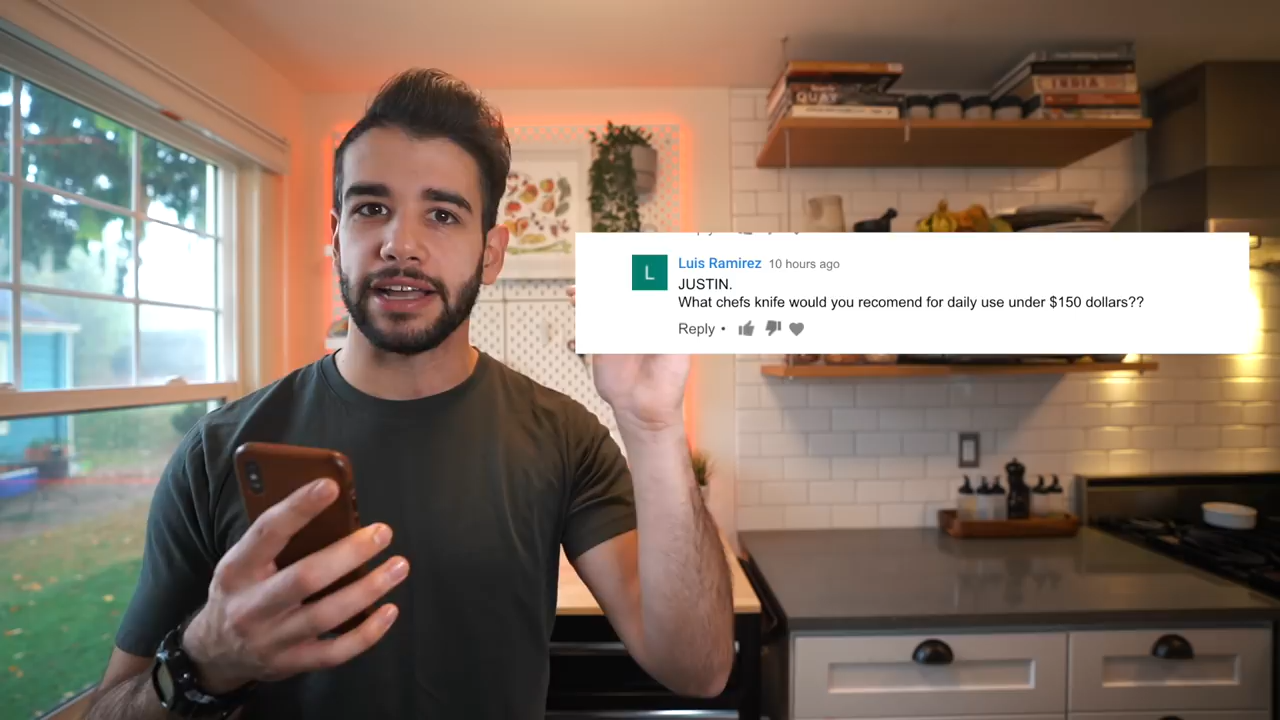 QUAY
INDIA
L
Luis Ramirez 10 hours ago
JUSTIN.
What chefs knife would you recomend for daily use under $150 dollars??
Reply •